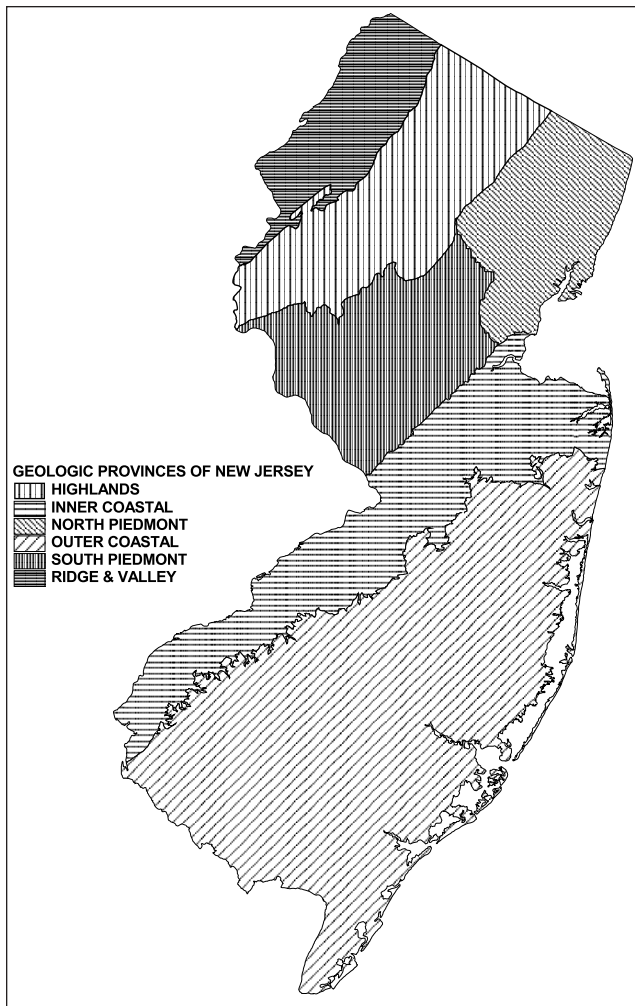 GEOLOGIC PROVINCES OF NEW JERSEY
HIGHLANDS
INNER COASTAL
NORTH PIEDMONT
OUTER COASTAL
SOUTH PIEDMONT
RIDGE & VALLEY